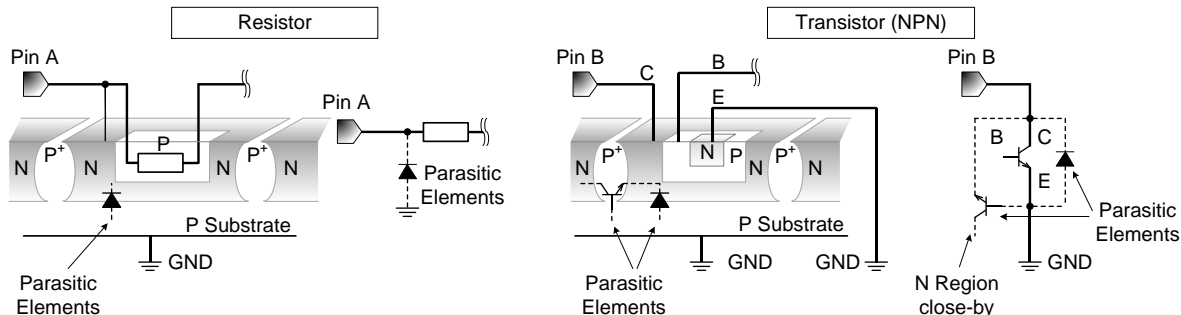 Resistor
Transistor (NPN)
Pin A
Pin A
P
N
P+
N
P+
N
N
Parasitic
Elements
P Substrate
GND
Parasitic
Elements
Pin B
C
B
E
N
P+
N
N
P
P+
N
P Substrate
GND
GND
Parasitic
Elements
Pin B
B
C
E
Parasitic
Elements
GND
N Region
close-by